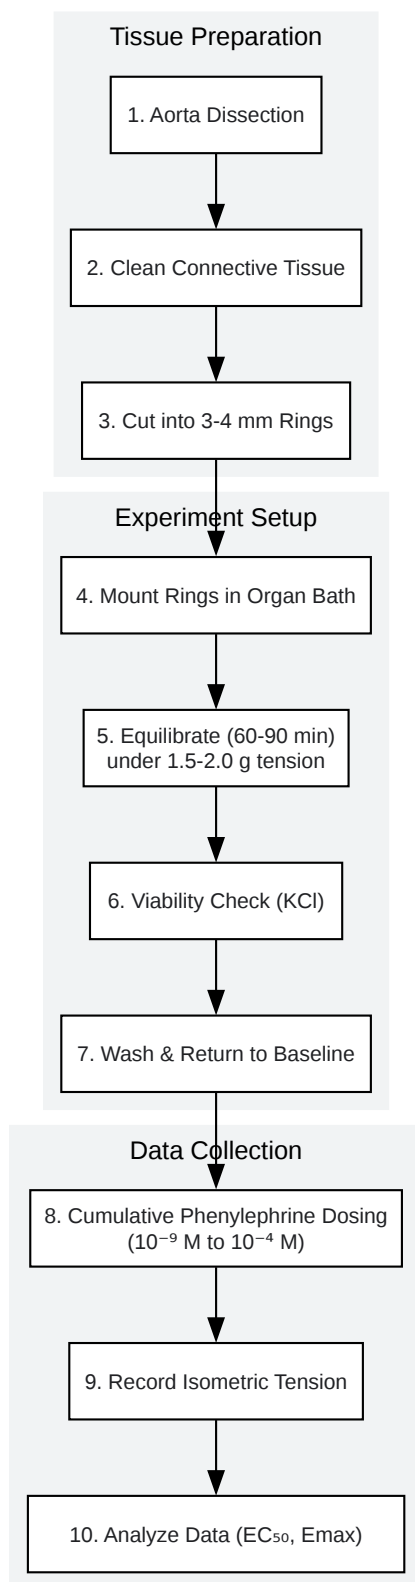 Tissue Preparation
1. Aorta Dissection
2. Clean Connective Tissue
3. Cut into 3-4 mm Rings
Experiment Setup
4. Mount Rings in Organ Bath
5. Equilibrate (60-90 min)
under 1.5-2.0 g tension
6. Viability Check (KCl)
7. Wash & Return to Baseline
Data Collection
8. Cumulative Phenylephrine Dosing
(10⁻⁹ M to 10⁻⁴ M)
9. Record Isometric Tension
10. Analyze Data (EC₅₀, Emax)